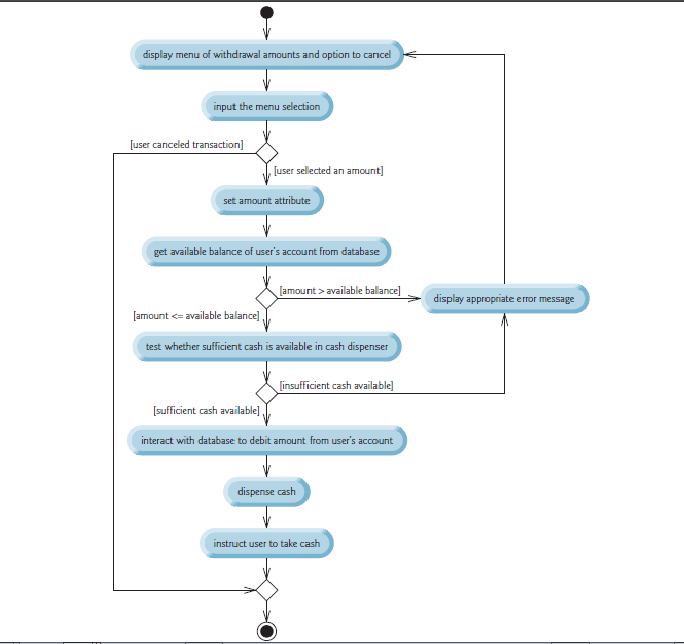 display menu of withdrawal amounts and option to cancel
input the menu selection
[user canceled transaction]
[user sellected an amount]
set amount attribute
get available balance of user's account from database
[amount > available ballance]
display appropriate error message
[amount <= available balance]
test whether sufficient cash is available in cash dispenser
[insufficient cash available]
[sufficient cash available]
interact with database to debit amount from user's account
dispense cash
instruct user to take cash